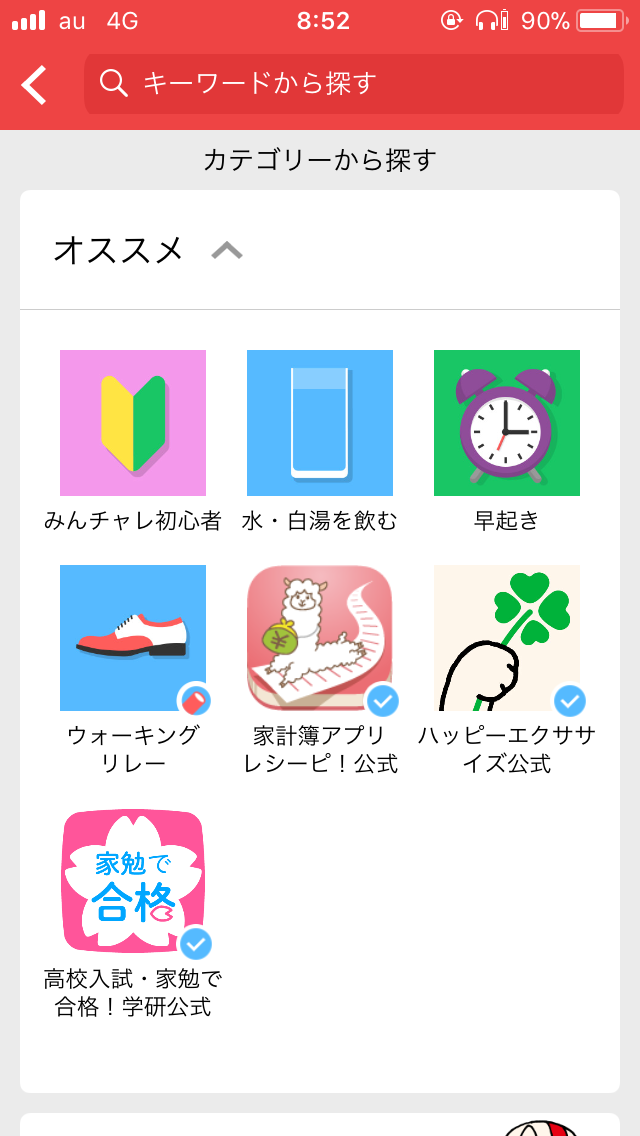 au 4G 8:52 90%
キーワードから探す
カテゴリーから探す
オススメ
みんチャレ初心者
水・白湯を飲む
早起き
ウォーキング
リレー
¥
家計簿アプリ
レシーピ！公式
ハッピーエクササ
イズ公式
家勉で
合格
高校入試・家勉で
合格！学研公式